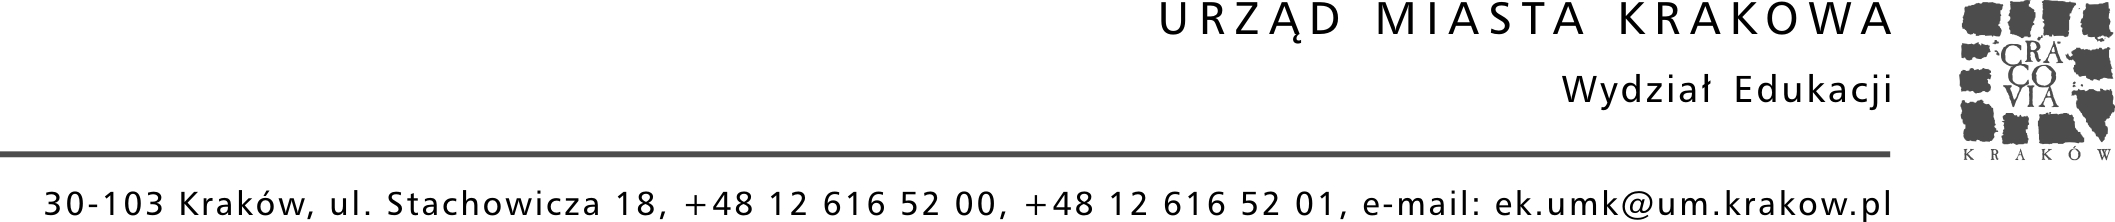 URZĄD MIASTA KRAKOWA
Wydział Edukacji
CRA
CO
VIA
KRAKÓW
30-103 Kraków, ul. Stachowicza 18, +48 12 616 52 00, +48 12 616 52 01, e-mail: ek.umk@um.krakow.pl